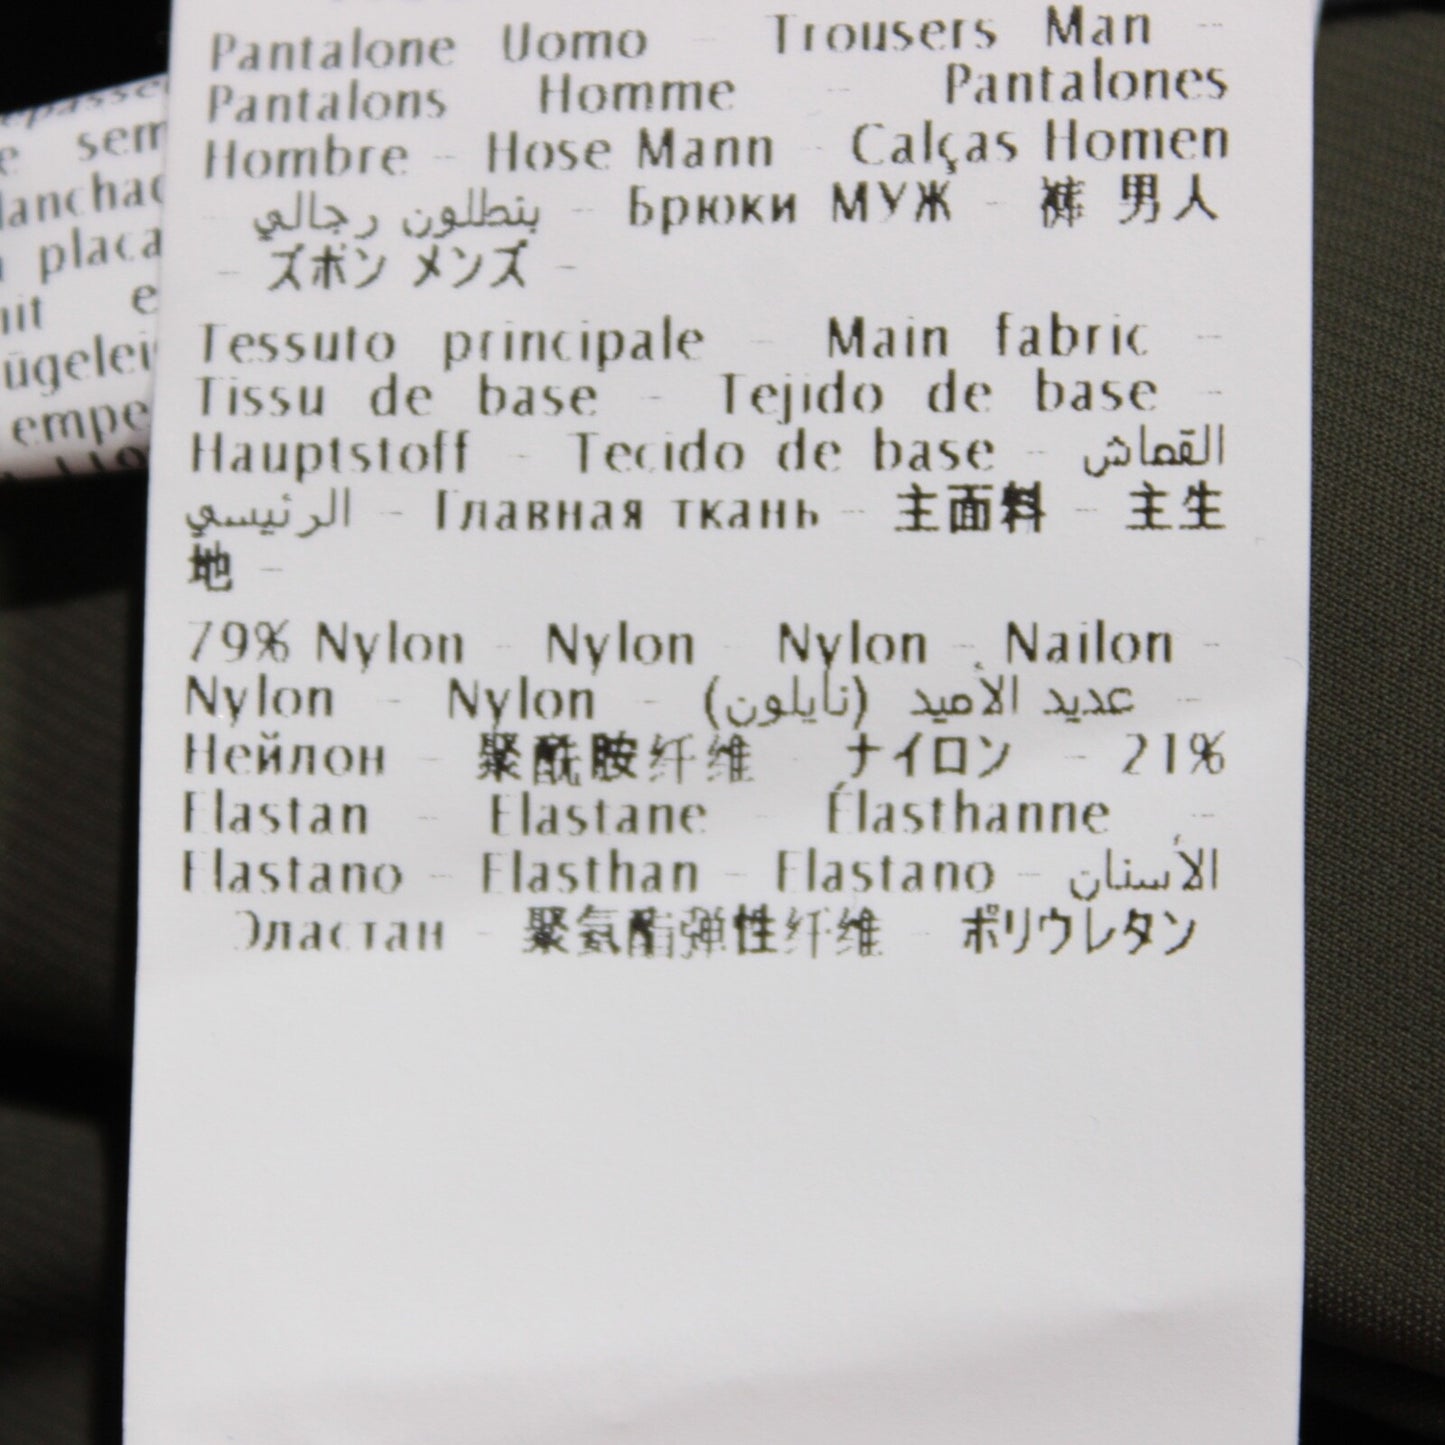 Pantalone Uomo - Trousers Man -
Pantalons Homme - Pantalones
Hombre - Hose Mann - Calças Homen
- بنطلون رجالي - Брюки МУЖ - 裤 男人
- ズボン メンズ -
Tessuto principale - Main fabric -
Tissu de base - Tejido de base -
Hauptstoff - Tecido de base - القماش
الرئيسي - Главная ткань - 主面料 - 主生
地 -
79% Nylon - Nylon - Nylon - Nailon -
Nylon - Nylon - عديد الأميد (نايلون) -
Нейлон - 聚酰胺纤维 - ナイロン - 21%
Elastan - Elastane - Élasthanne -
Elastano - Elasthan - Elastano - الأستان
- Эластан - 聚氨酯弹性纤维 - ポリウレタン